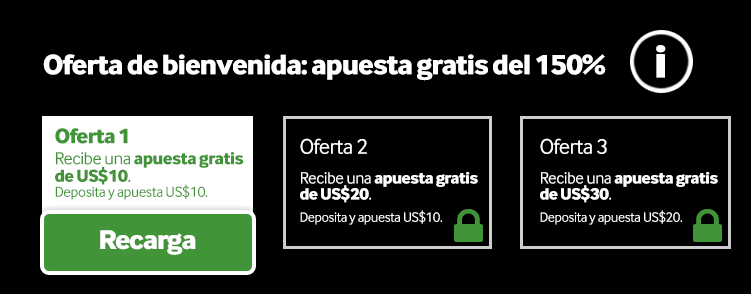 Oferta de bienvenida: apuesta gratis del 150%
i
Oferta 1
Recibe una apuesta gratis
de US$10.
Deposita y apuesta US$10.
Recarga
Oferta 2
Recibe una apuesta gratis
de US$20.
Deposita y apuesta US$10.
Oferta 3
Recibe una apuesta gratis
de US$30.
Deposita y apuesta US$20.